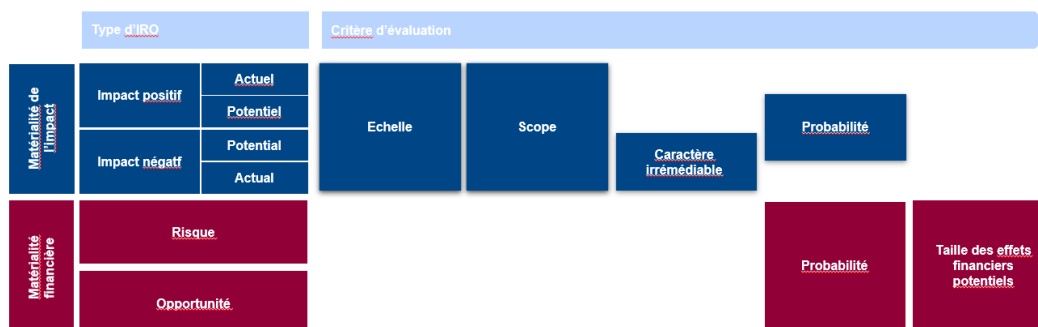 Type d'IRO
Critère d'évaluation
Matérialité de
l'impact
Impact positif
Actuel
Potentiel
Impact négatf
Potential
Actual
Echelle
Scope
Caractère
irrémédiable
Probabilité
Matérialité
financière
Risque
Opportunité
Probabilité
Taille des effets
financiers
potentiels